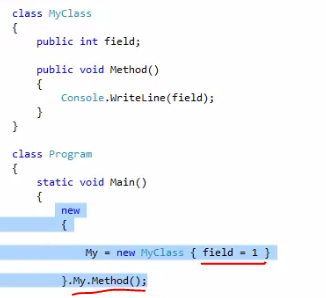 class MyClass
{
public int field;
public void Method()
{
Console.WriteLine(field);
}
}
class Program
{
static void Main()
{
new
{
My = new MyClass { field = 1 }
}.My.Method();